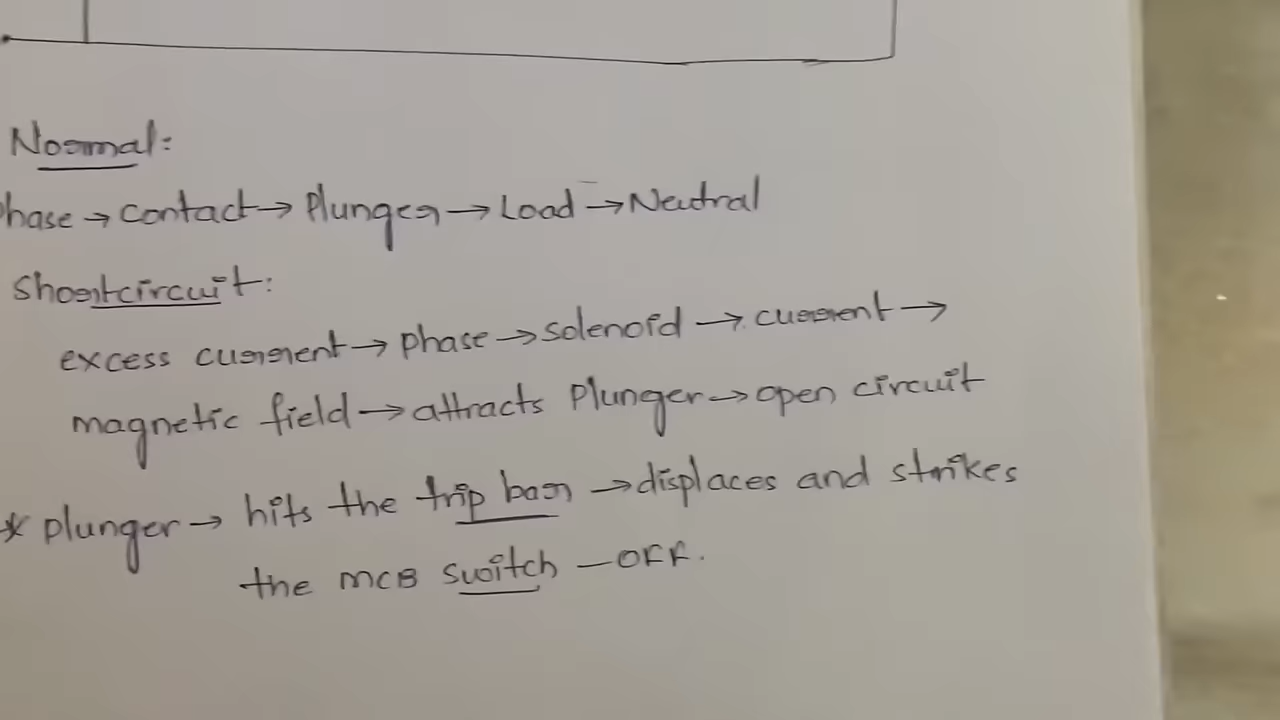 Normal:
phase → contact → Plunger → Load → Neutral
Shortcircuit:
excess current → phase → solenoid → current →
magnetic field → attracts Plunger → open circuit
* plunger → hits the trip bar → displaces and strikes
the MCB switch - OFF.